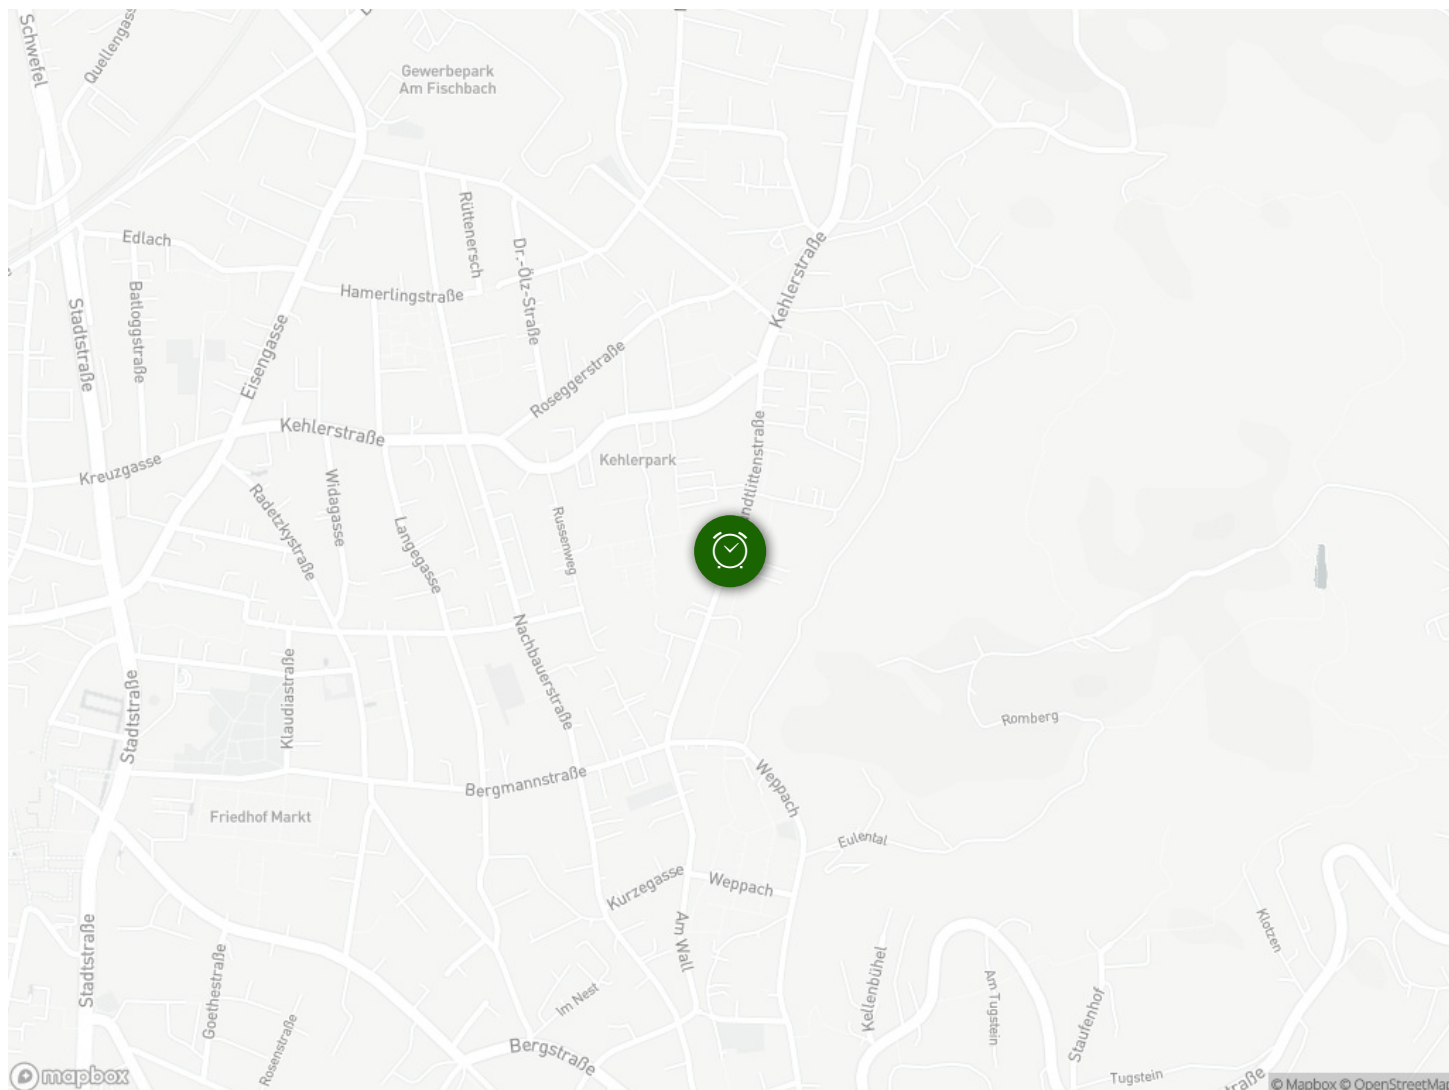 Schwefel
Quellengasse
Gewerbepark
Am Fischbach
Edlach
Rüttenersch
Dr.-Ölz-Straße
Kehlerstraße
Hamerlingstraße
Batloggstraße
Stadtstraße
Eisengasse
Roseggerstraße
Kehlerstraße
Kreuzgasse
Kehlerpark
Widagasse
Radetzkystraße
Langegasse
Russenweg
Nachbauerstraße
Klaudiastraße
Stadtstraße
Romberg
Bergmannstraße
Weppach
Friedhof Markt
Eulental
Kurzegasse
Weppach
Am Wall
Klotzen
Stadtstraße
Goethestraße
Im Nest
Kellenbühel
Am Tugstein
Staufenhof
Rosenstraße
Bergstraße
Tugstein
mapbox
© Mapbox © OpenStreetMap